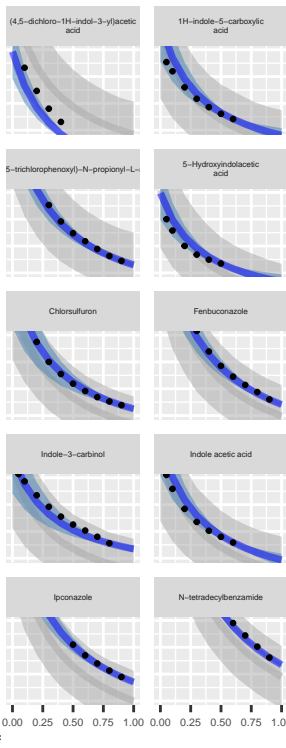 (4,5−dichloro−1H−indol−3−yl)acetic
acid
1H−indole−5−carboxylic
acid
5−trichlorophenoxyl)−N−propionyl−L−
5−Hydroxyindolacetic
acid
Chlorsulfuron
Fenbuconazole
Indole−3−carbinol
Indole acetic acid
Ipconazole
N−tetradecylbenzamide
0.00 0.25 0.50 0.75 1.00 0.00 0.25 0.50 0.75 1.0